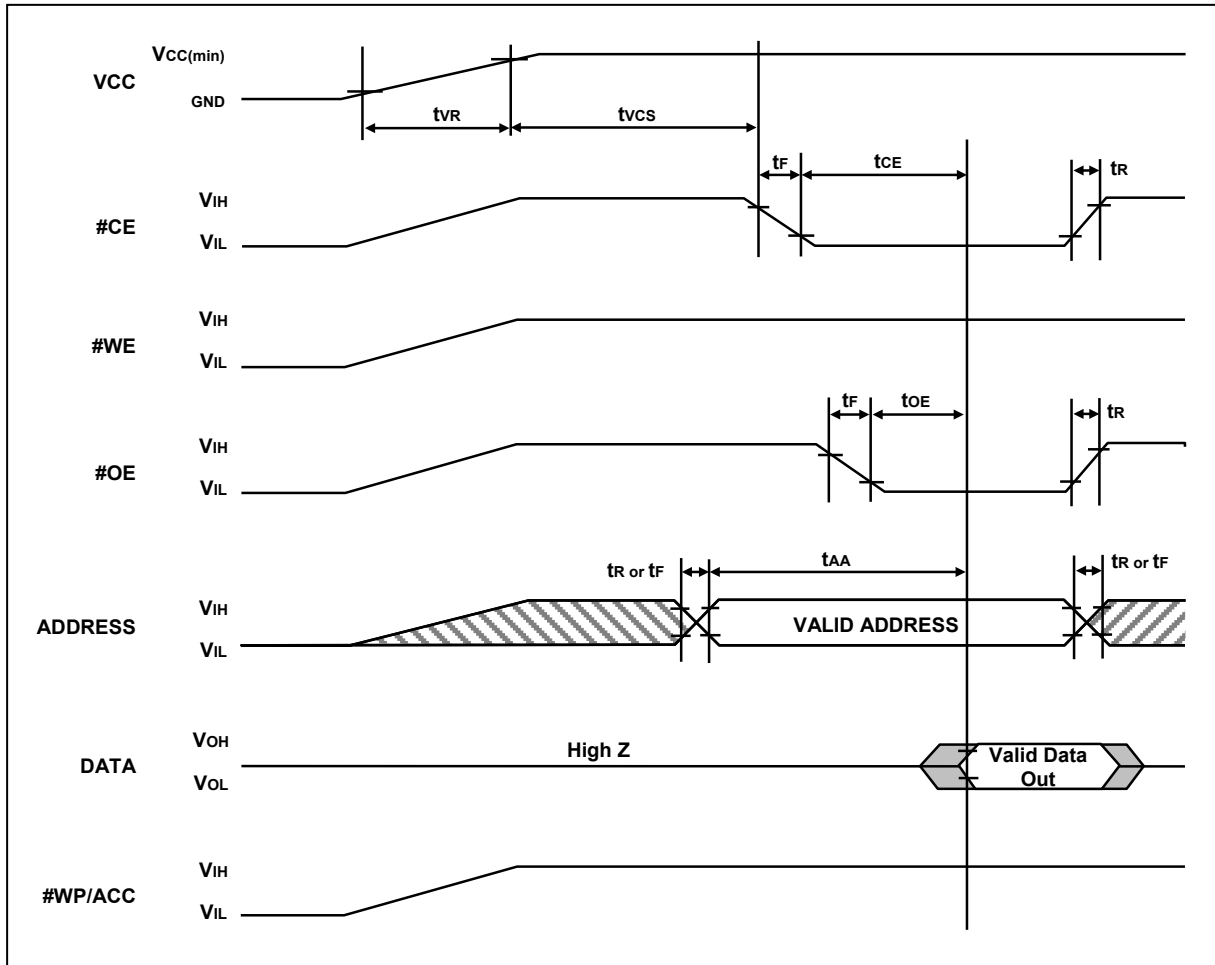 VCC(min)
VCC
GND
tVR
tVCS
tF
tCE
tR
VIH
#CE
VIL
VIH
#WE
VIL
tF
tOE
tR
VIH
#OE
VIL
tR or tF
tAA
tR or tF
VIH
ADDRESS
VALID ADDRESS
VIL
VOH
High Z
Valid Data
DATA
VOL
Out
VIH
#WP/ACC
VIL